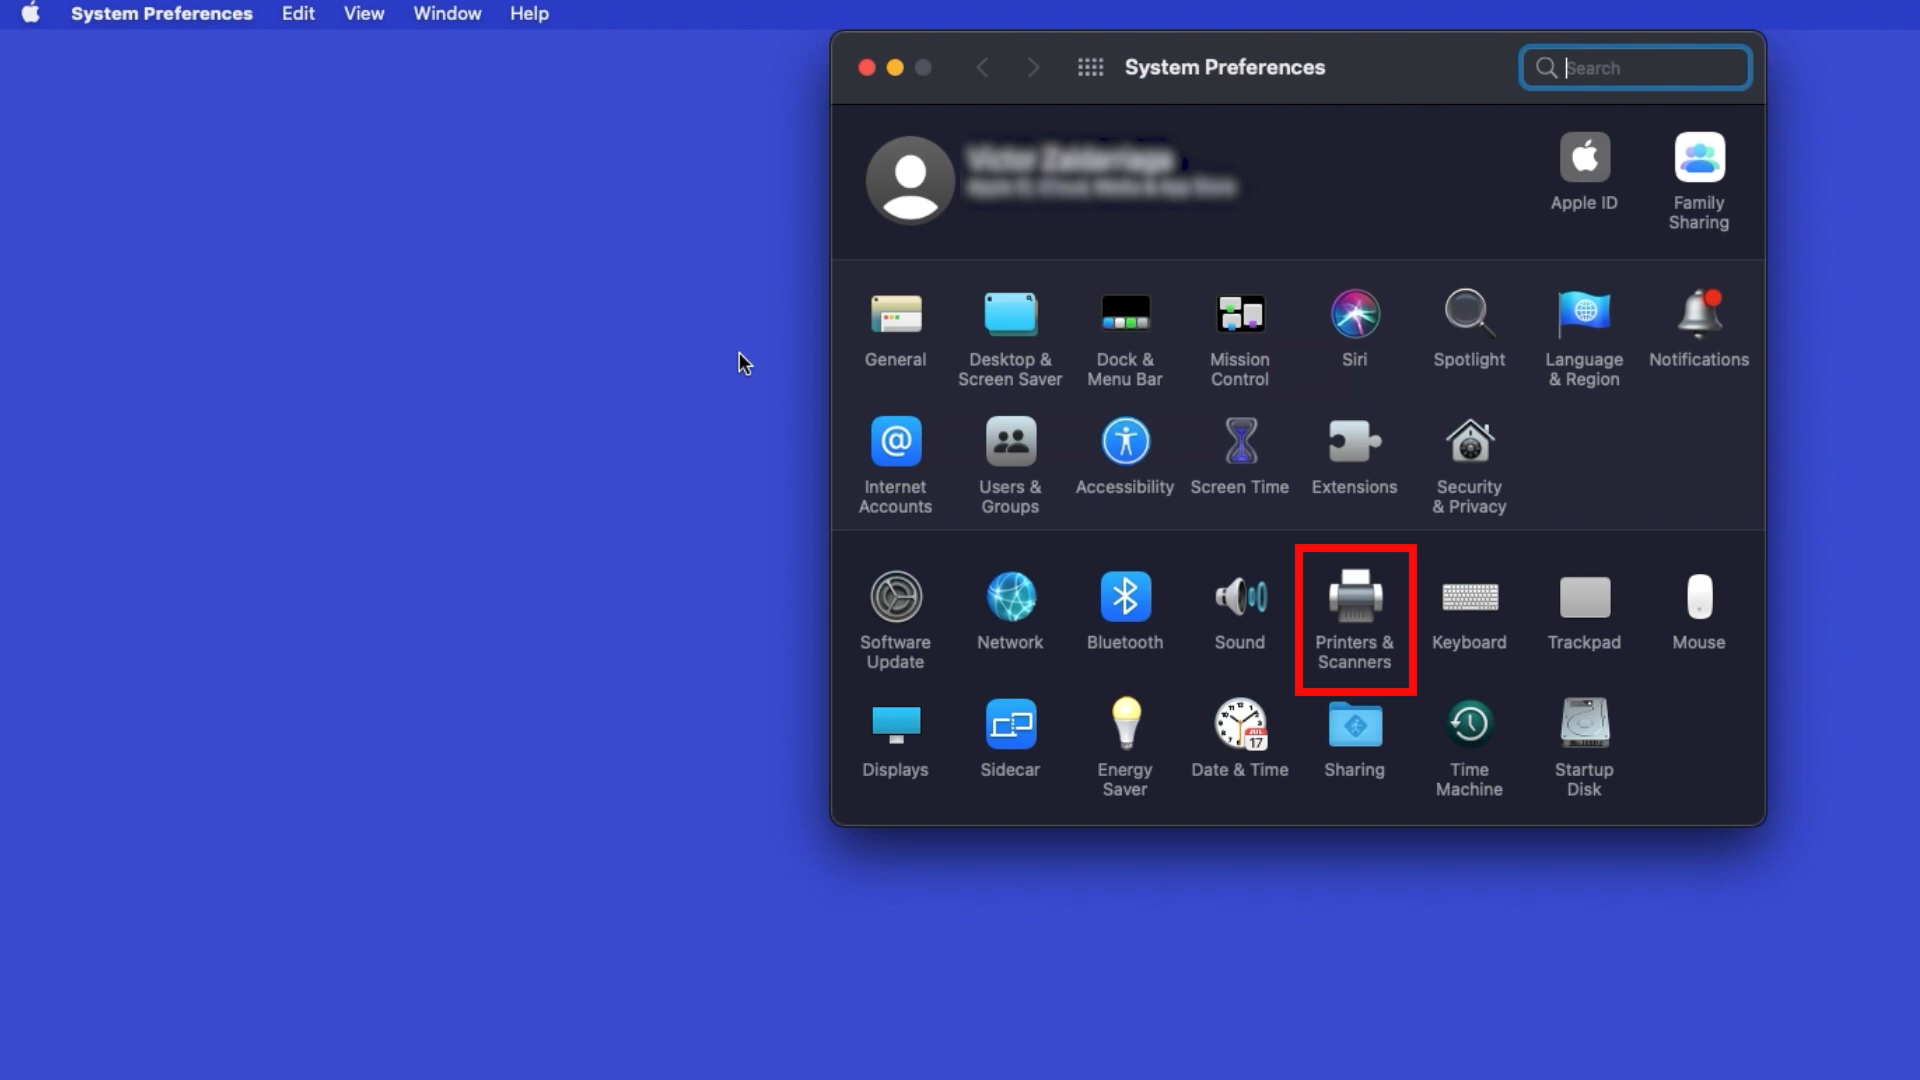 System Preferences Edit View Window Help
System Preferences
Search
Apple ID
Family
Sharing
General
Desktop &
Screen Saver
Dock &
Menu Bar
Mission
Control
Siri
Spotlight
Language
& Region
Notifications
Internet
Accounts
Users &
Groups
Accessibility
Screen Time
Extensions
Security
& Privacy
Software
Update
Network
Bluetooth
Sound
Printers &
Scanners
Keyboard
Trackpad
Mouse
Displays
Sidecar
Energy
Saver
Date & Time
JUL
17
Sharing
Time
Machine
Startup
Disk